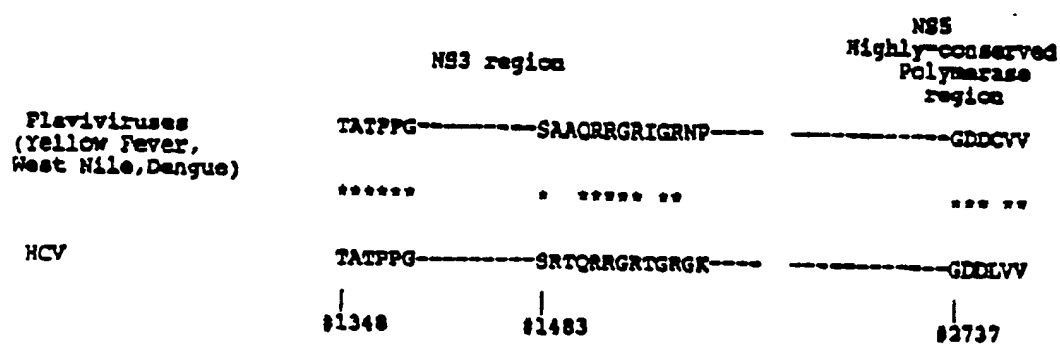 NS3 region
NS5
Highly-conserved
Polymerase
region
Flaviviruses
(Yellow Fever,
West Nile,Dengue)
TATPPG----------SAAQRRGRIGRNP---- -------------GDDCVV
****** * ***** ** *** **
HCV
TATPPG----------SRTQRRGRTGRGK---- -------------GDDLVV
#1348
#1483
#2737